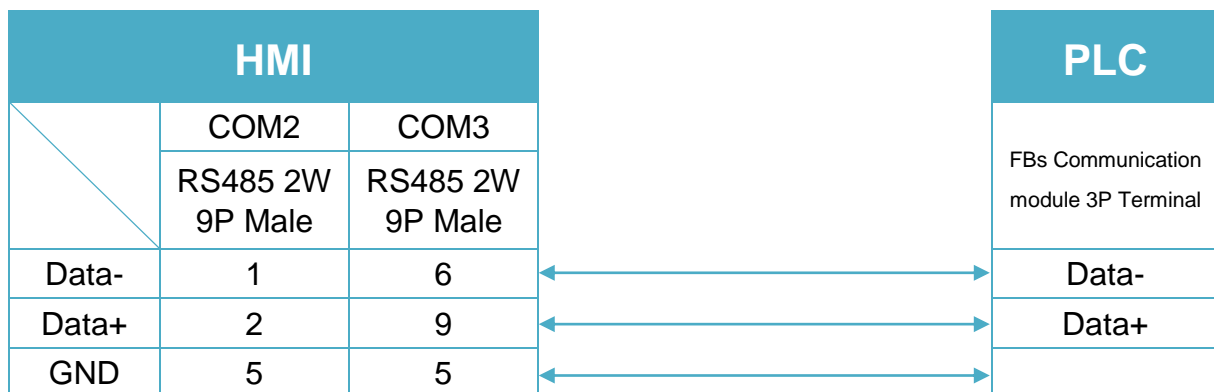 HMI PLC
COM2 COM3
RS485 2W RS485 2W
9P Male 9P Male
FBs Communication
module 3P Terminal
Data- 1 6 Data-
Data+ 2 9 Data+
GND 5 5